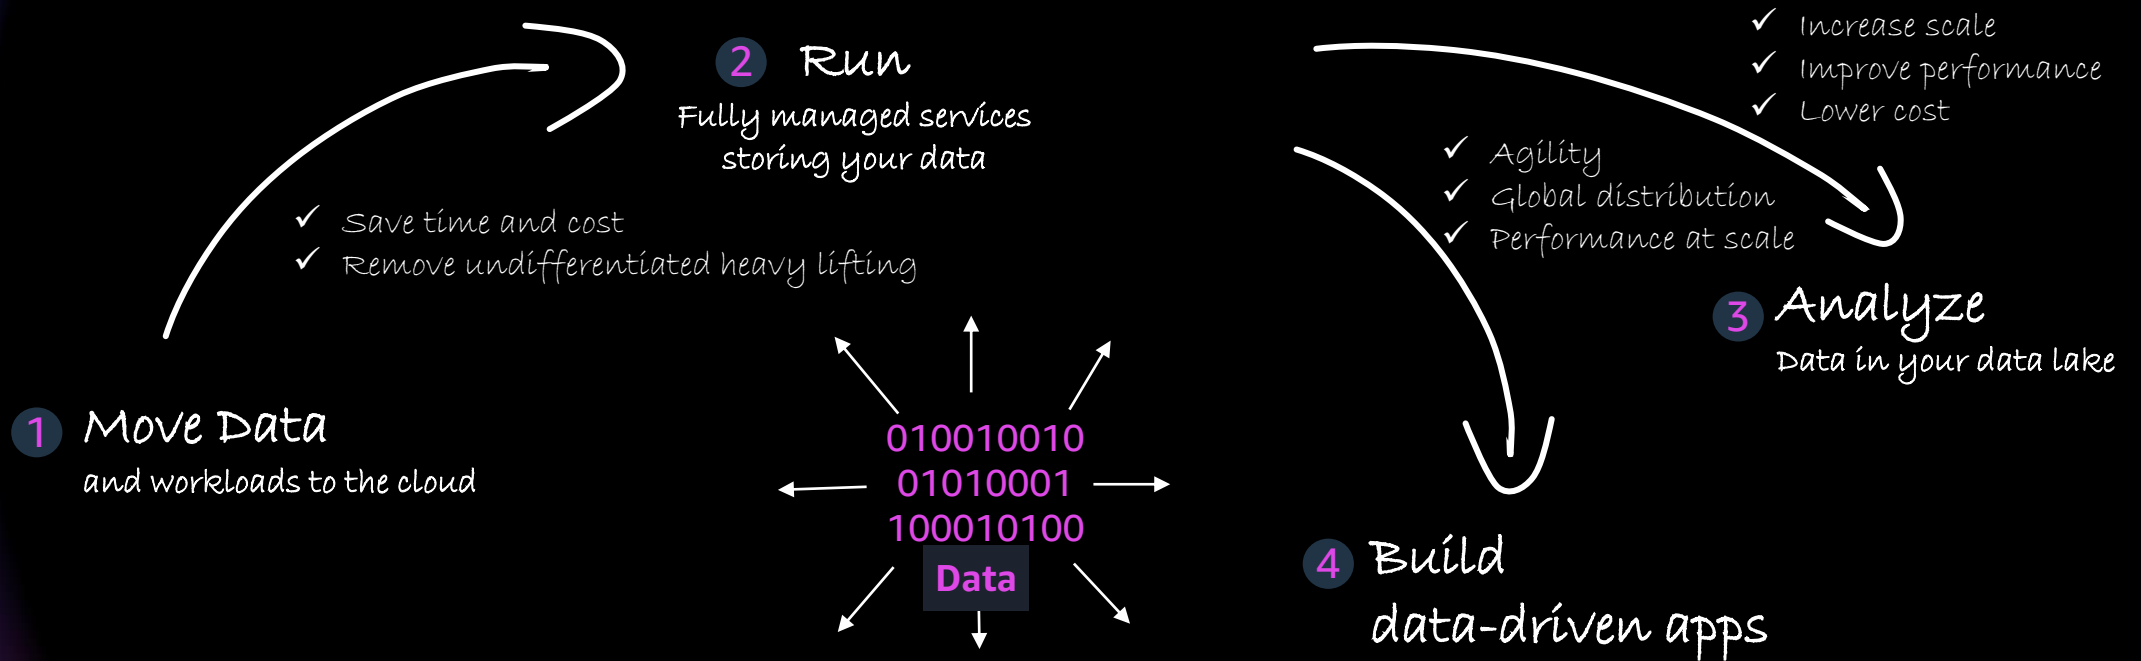 1 Move Data
and workloads to the cloud
✓ Save time and cost
✓ Remove undifferentiated heavy lifting
2 Run
Fully managed services
storing your data
✓ Increase scale
✓ Improve performance
✓ Lower cost
3 Analyze
Data in your data lake
✓ Agility
✓ Global distribution
✓ Performance at scale
4 Build
data-driven apps
010010010
01010001
100010100
Data